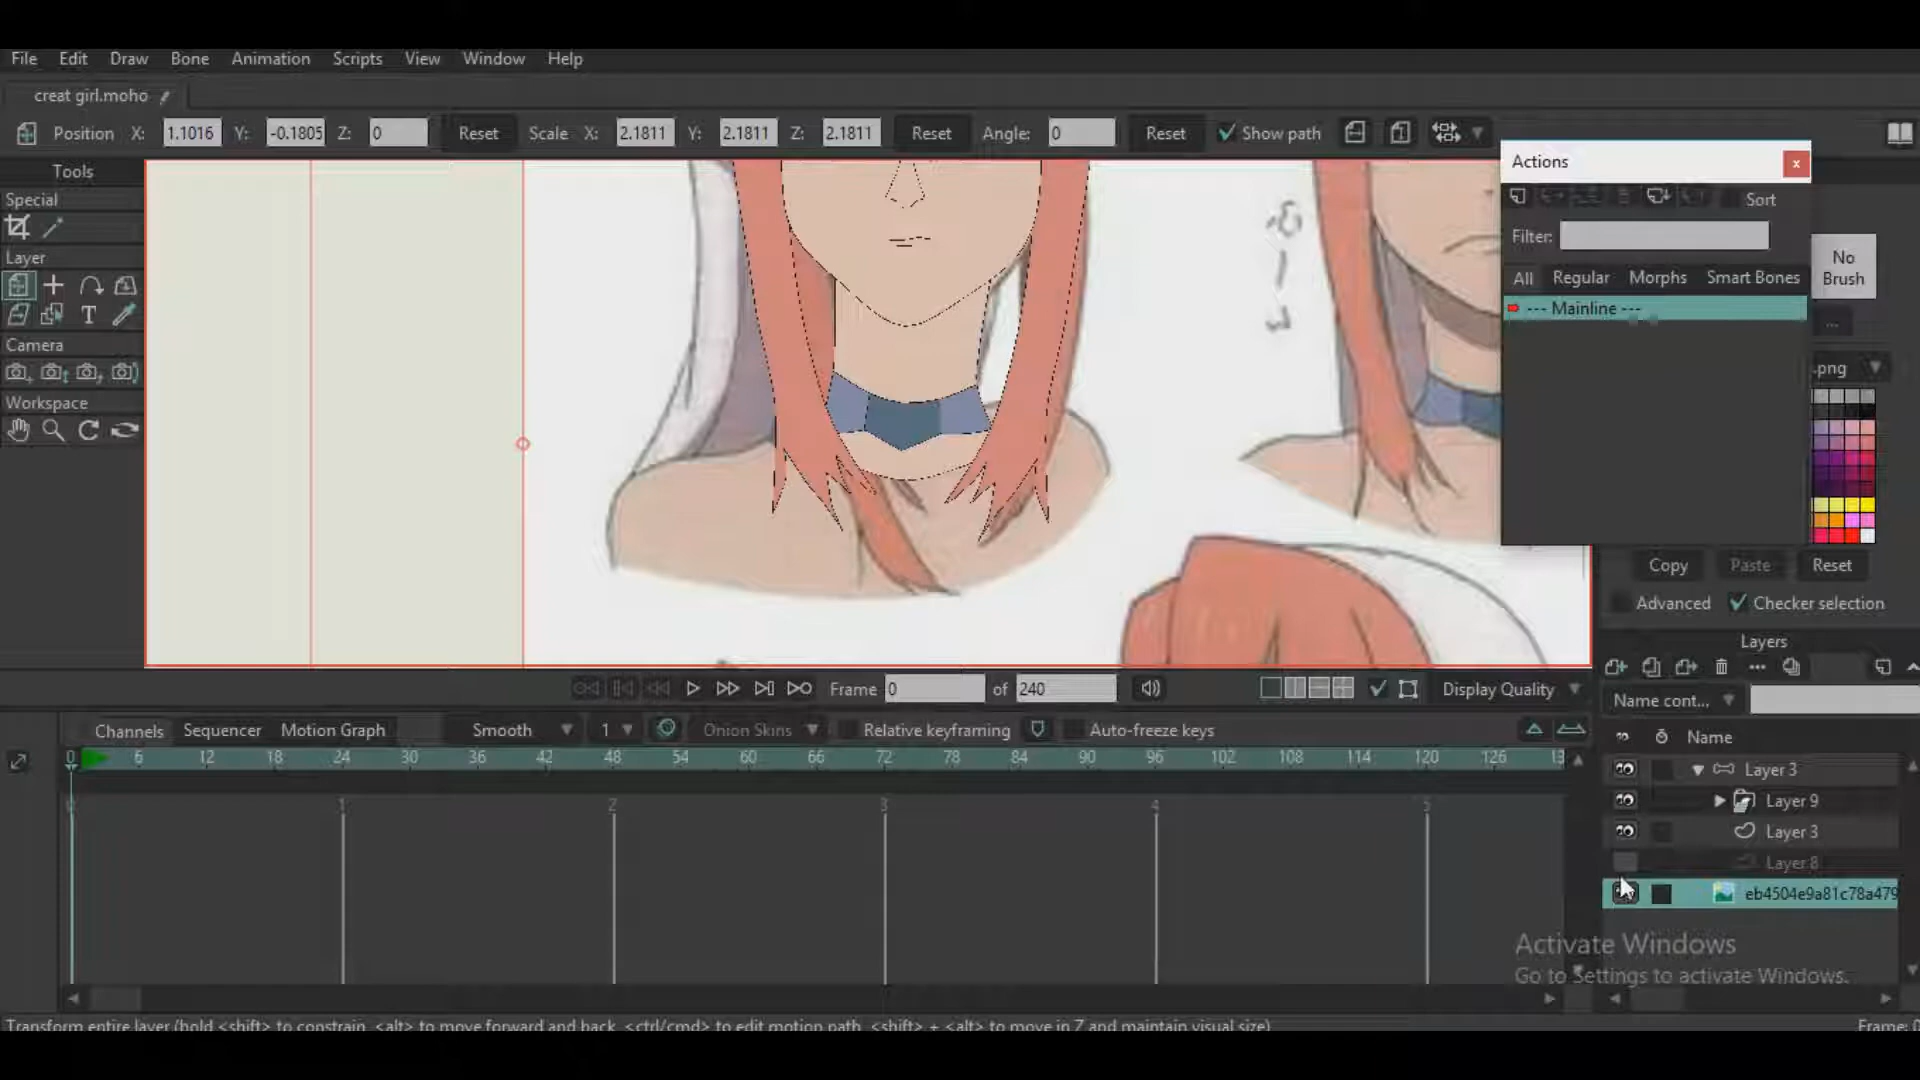 File Edit Draw Bone Animation Scripts View Window Help
creat girl.moho
Position X: 1.1016 Y: -0.1805 Z: 0 Reset Scale X: 2.1811 Y: 2.1811 Z: 2.1811 Reset Angle: 0 Reset Show path
Tools
Special
Layer
T
Camera
Workspace
Actions
Sort
Filter:
All Regular Morphs Smart Bones
--- Mainline ---
No
Brush
...
.png
Copy Paste Reset
Advanced Checker selection
Layers
Frame 0 of 240 Display Quality
Name cont...
Channels Sequencer Motion Graph Smooth 1 Onion Skins Relative keyframing Auto-freeze keys
Name
0 6 12 18 24 30 36 42 48 54 60 66 72 78 84 90 96 102 108 114 120 126 13
0 1 2 3 4 5
Layer 3
Layer 9
Layer 3
Layer 8
eb4504e9a81c78a479
Activate Windows
Go to Settings to activate Windows.
Transform entire layer (hold <shift> to constrain, <alt> to move forward and back, <ctrl/cmd> to edit motion path, <shift> + <alt> to move in Z and maintain visual size)
Frame: 0